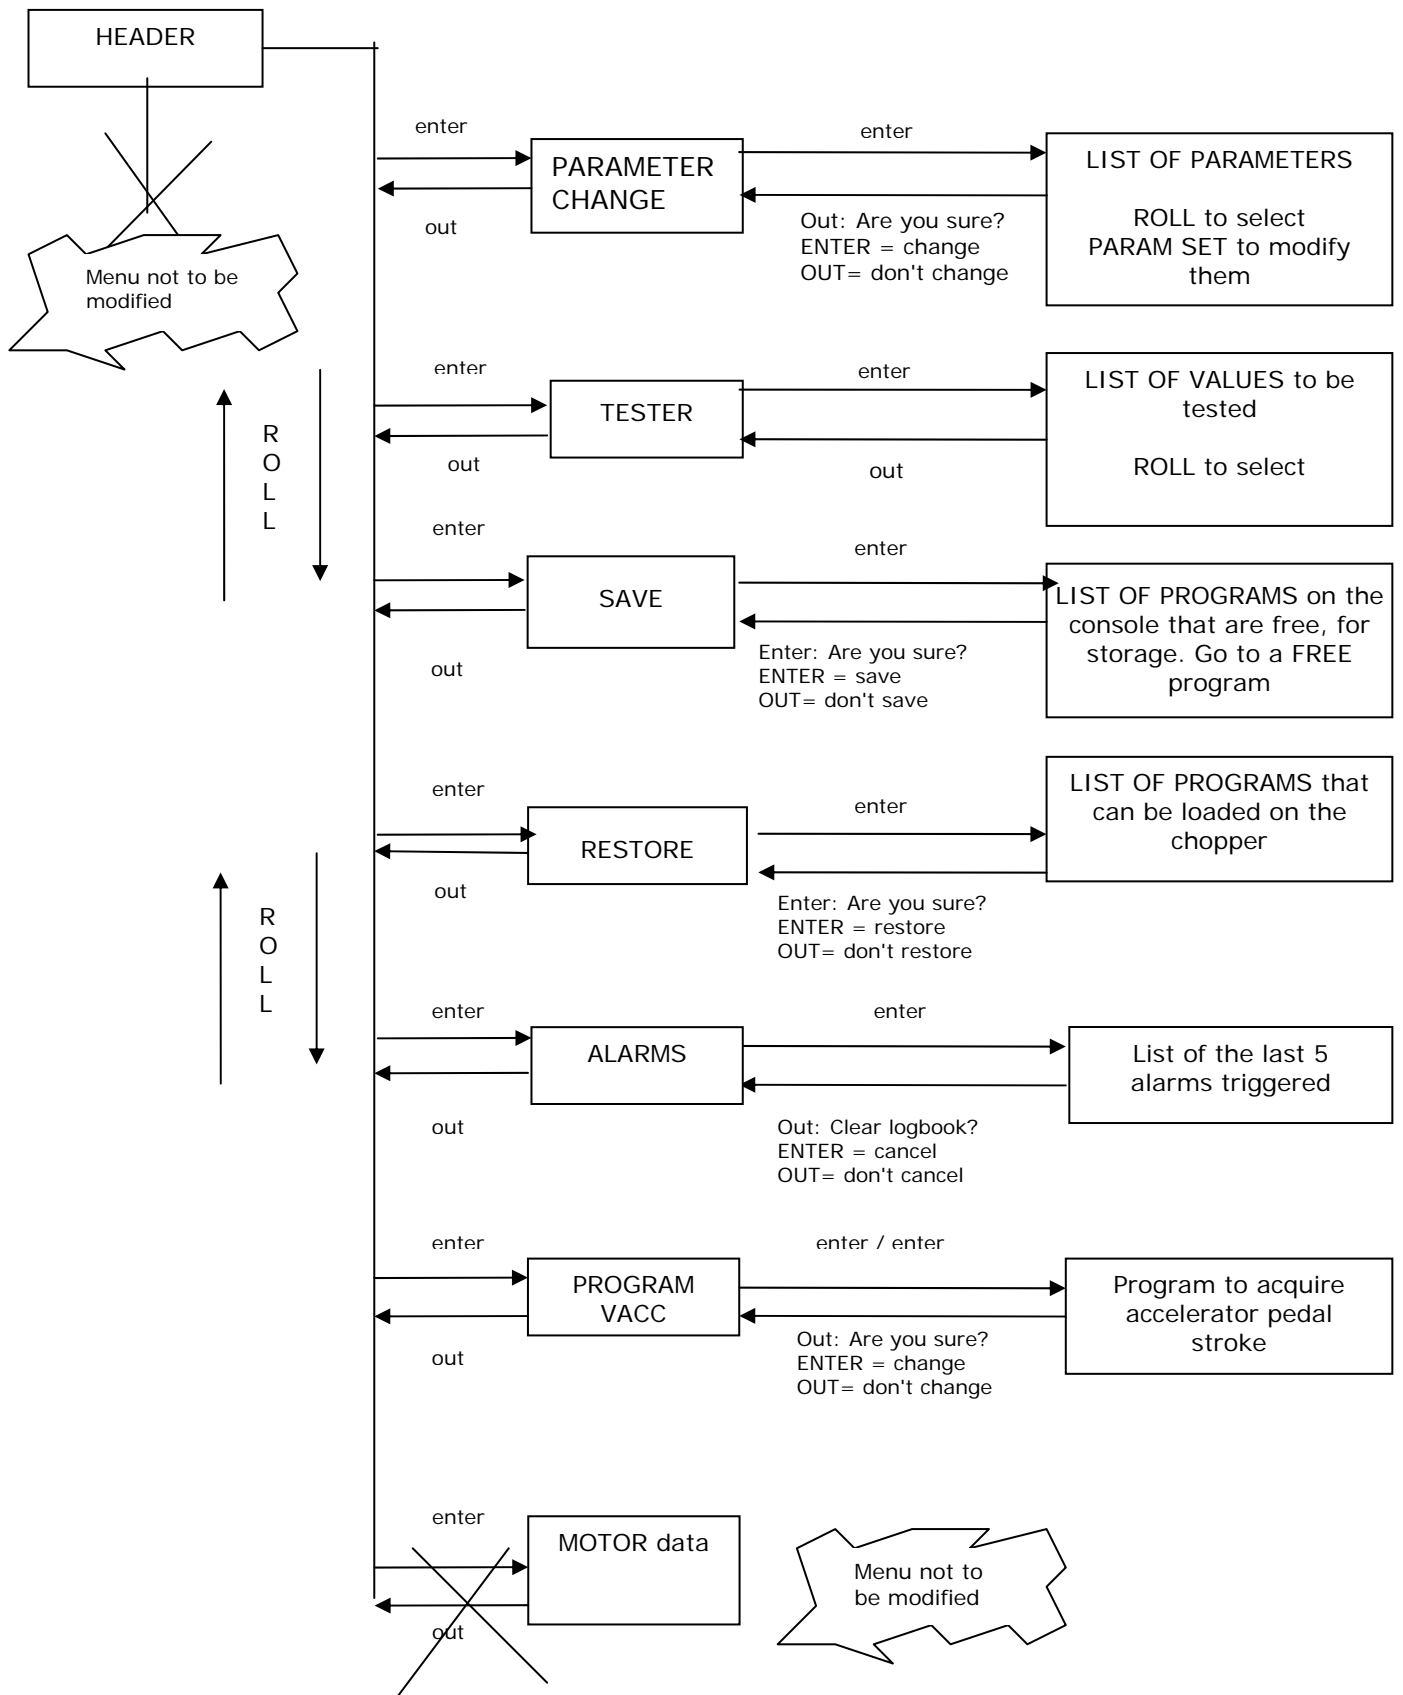 HEADER
Menu not to be
modified
enter
out
PARAMETER
CHANGE
enter
Out: Are you sure?
ENTER = change
OUT= don't change
LIST OF PARAMETERS
ROLL to select
PARAM SET to modify
them
R
O
L
L
enter
out
TESTER
enter
out
LIST OF VALUES to be
tested
ROLL to select
enter
out
SAVE
enter
Enter: Are you sure?
ENTER = save
OUT= don't save
LIST OF PROGRAMS on the
console that are free, for
storage. Go to a FREE
program
enter
out
RESTORE
enter
Enter: Are you sure?
ENTER = restore
OUT= don't restore
LIST OF PROGRAMS that
can be loaded on the
chopper
R
O
L
L
enter
out
ALARMS
enter
Out: Clear logbook?
ENTER = cancel
OUT= don't cancel
List of the last 5
alarms triggered
enter
out
PROGRAM
VACC
enter / enter
Out: Are you sure?
ENTER = change
OUT= don't change
Program to acquire
accelerator pedal
stroke
enter
out
MOTOR data
Menu not to
be modified